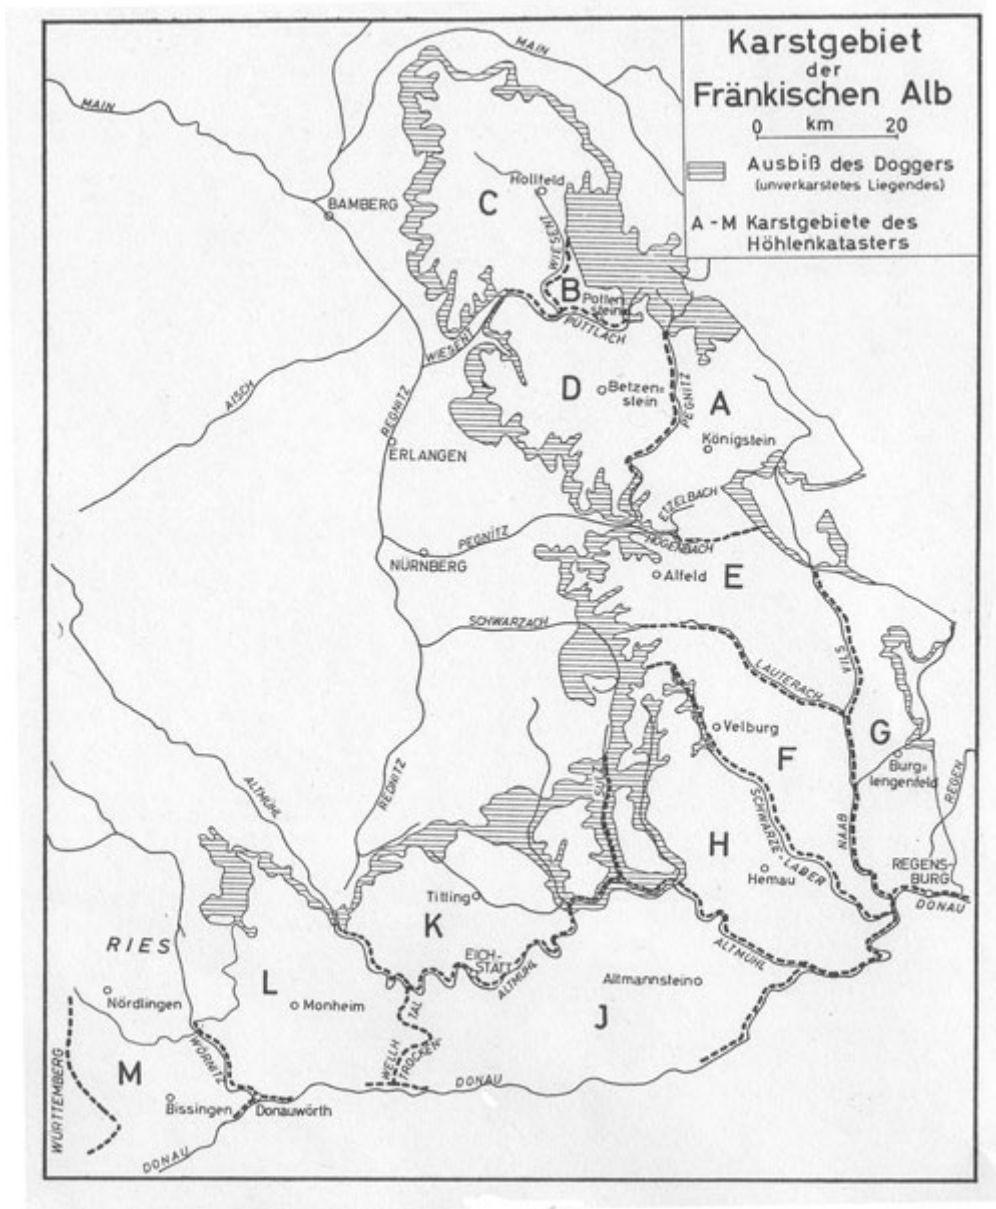 Karstgebiet
der
Fränkischen Alb
0 km 20
Ausbiß des Doggers
(unverkarstetes Liegendes)
A - M Karstgebiete des
Höhlenkatasters
MAIN
MAIN
Hollfeld
C
BAMBERG
WIESENT
B
Potten-
stein
PÜTTLACH
WIESENT
AISCH
REGNITZ
D
Betzen=
stein
PEGNITZ
A
Königstein
ERLANGEN
ETZELBACH
PEGNITZ
HÖGENBACH
NÜRNBERG
Alfeld
E
SCHWARZACH
VILS
LAUTERACH
G
Velburg
F
Burg=
lengenfeld
REGEN
ALTMÜHL
REDNITZ
SULZ
SCHWARZE - LABER
NAAB
H
Hemau
REGENS-
BURG
DONAU
Titling
K
RIES
EICH-
STÄTT
ALTMÜHL
ALTMÜHL
Altmannstein
L
Nördlingen
Monheim
TAL
J
WÖRNITZ
WELLH.
TROCKEN-
DONAU
WÜRTTEMBERG
M
Bissingen
Donauwörth
DONAU